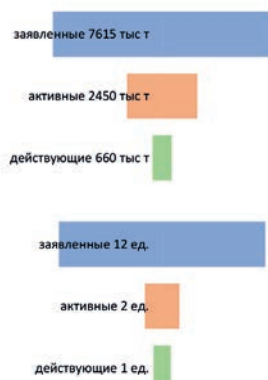 заявленные 7615 тыс т
активные 2450 тыс т
действующие 660 тыс т
заявленные 12 ед.
активные 2 ед.
действующие 1 ед.